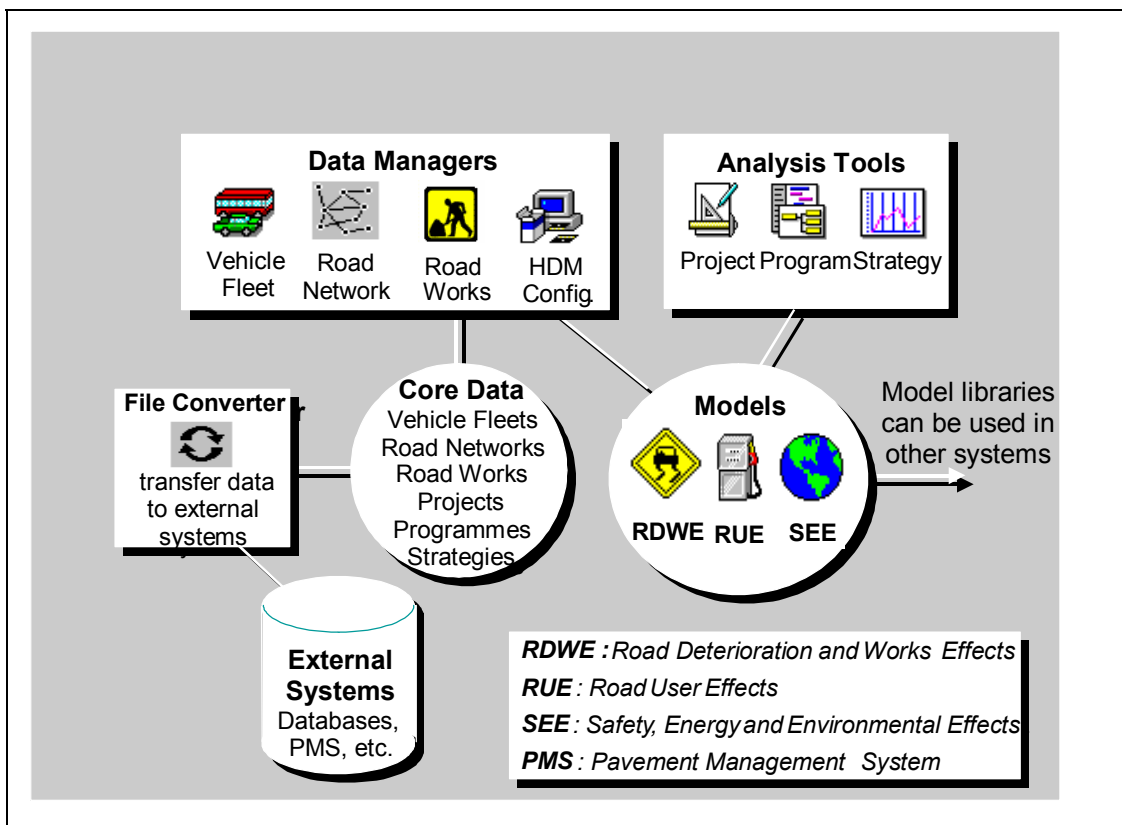 Data Managers
Vehicle
Fleet
Road
Network
Road
Works
HDM
Config.
Analysis Tools
Project Program Strategy
File Converter
r
transfer data
to external
systems
Core Data
Vehicle Fleets
Road Networks
Road Works
Projects
Programmes
Strategies
Models
RDWE RUE SEE
Model libraries
can be used in
other systems
External
Systems
Databases,
PMS, etc.
RDWE : Road Deterioration and Works Effects
RUE : Road User Effects
SEE : Safety, Energy and Environmental Effects
PMS : Pavement Management System